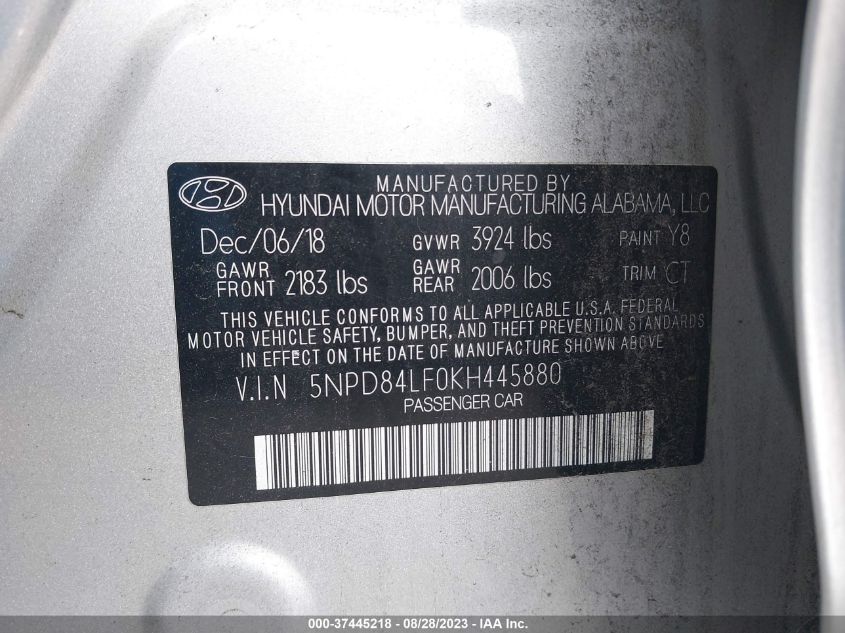 MANUFACTURED BY
HYUNDAI MOTOR MANUFACTURING ALABAMA, LLC
Dec/06/18 GVWR 3924 lbs PAINT Y8
GAWR FRONT 2183 lbs GAWR REAR 2006 lbs TRIM CT
THIS VEHICLE CONFORMS TO ALL APPLICABLE U.S.A. FEDERAL
MOTOR VEHICLE SAFETY, BUMPER, AND THEFT PREVENTION STANDARDS
IN EFFECT ON THE DATE OF MANUFACTURE SHOWN ABOVE
V.I.N 5NPD84LF0KH445880
PASSENGER CAR
000-37445218 - 08/28/2023 - © IAA Inc.